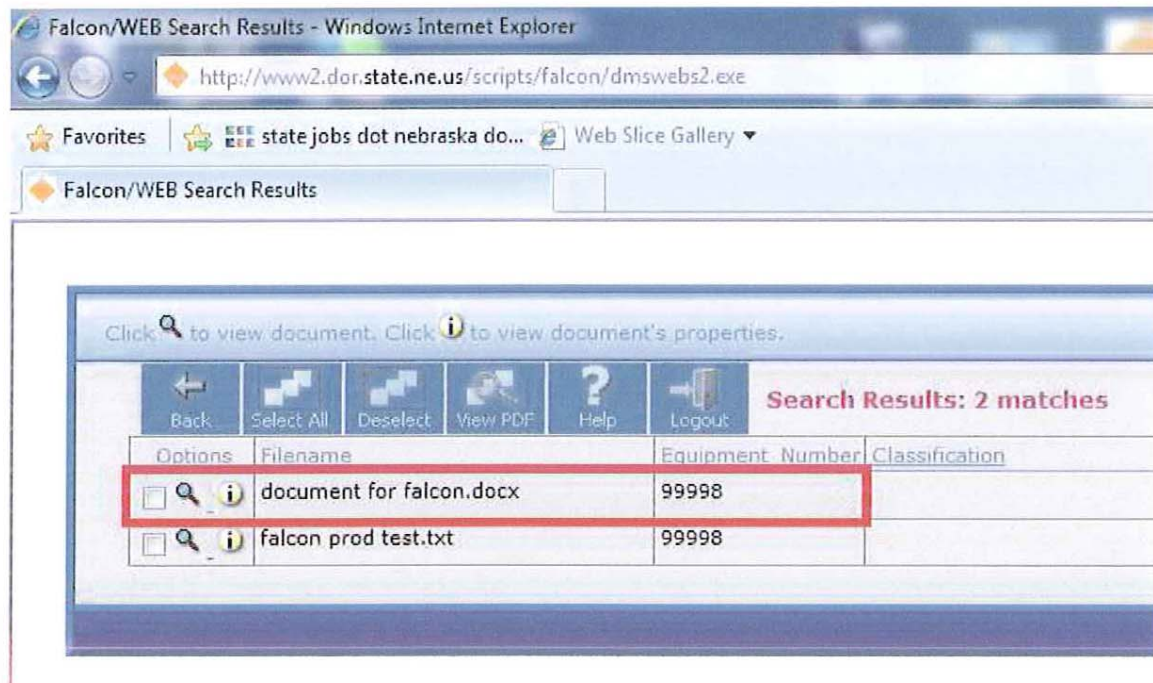 Falcon/WEB Search Results - Windows Internet Explorer
http://www2.dor.state.ne.us/scripts/falcon/dmswebs2.exe
Favorites state jobs dot nebraska do... Web Slice Gallery
Falcon/WEB Search Results
Click to view document. Click i to view document's properties.
Back Select All Deselect View PDF ? Help Logout Search Results: 2 matches
Options Filename Equipment Number Classification
i document for falcon.docx 99998
i falcon prod test.txt 99998